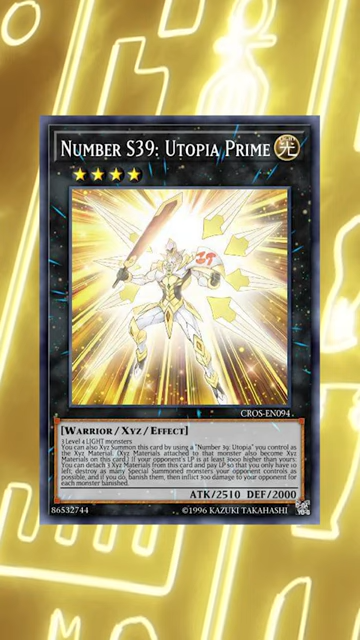 NUMBER S39: UTOPIA PRIME
光
39
CROS-EN094
[WARRIOR/XYZ/EFFECT]
3 Level 4 LIGHT monsters
You can also Xyz Summon this card by using a "Number 39: Utopia" you control as
the Xyz Material. (Xyz Materials attached to that monster also become Xyz
Materials on this card.) If your opponent's LP is at least 3000 higher than yours:
You can detach 3 Xyz Materials from this card and pay LP so that you only have 10
left; destroy as many Special Summoned monsters your opponent controls as
possible, and if you do, banish them, then inflict 300 damage to your opponent for
each monster banished.
ATK/2510 DEF/2000
86532744
©1996 KAZUKI TAKAHASHI